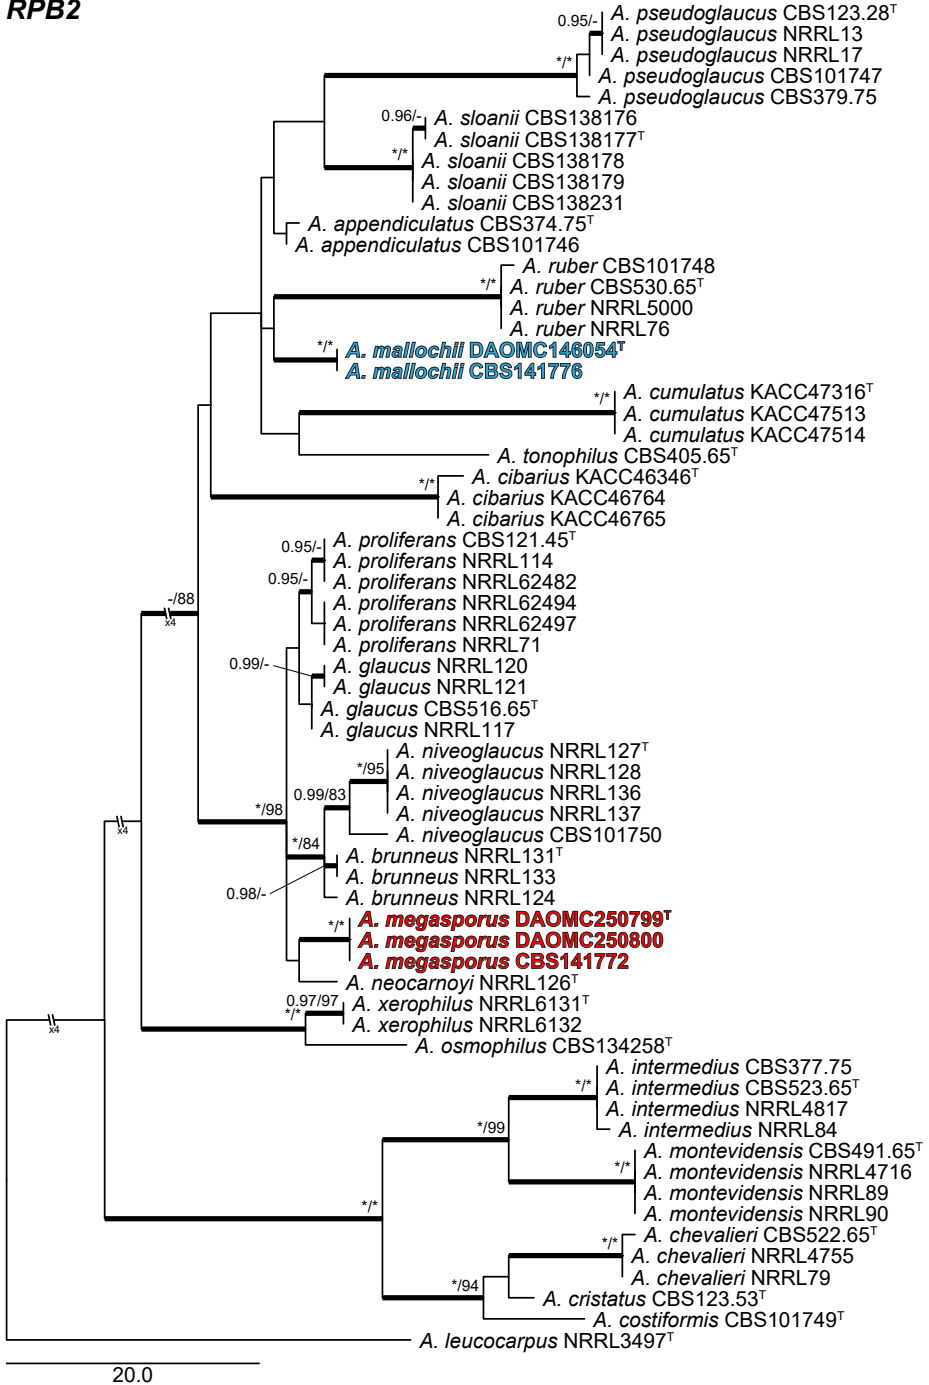 RPB2
A. pseudoglaucus CBS123.28ᵀ
0.95/-
A. pseudoglaucus NRRL13
A. pseudoglaucus NRRL17
*/*
A. pseudoglaucus CBS101747
A. pseudoglaucus CBS379.75
0.96/-
A. sloanii CBS138176
A. sloanii CBS138177ᵀ
*/*
A. sloanii CBS138178
A. sloanii CBS138179
A. sloanii CBS138231
A. appendiculatus CBS374.75ᵀ
A. appendiculatus CBS101746
A. ruber CBS101748
*/*
A. ruber CBS530.65ᵀ
A. ruber NRRL5000
A. ruber NRRL76
*/*
A. mallochii DAOMC146054ᵀ
A. mallochii CBS141776
A. cumulatus KACC47316ᵀ
*/*
A. cumulatus KACC47513
A. cumulatus KACC47514
A. tonophilus CBS405.65ᵀ
A. cibarius KACC46346ᵀ
*/*
A. cibarius KACC46764
A. cibarius KACC46765
A. proliferans CBS121.45ᵀ
0.95/-
A. proliferans NRRL114
0.95/-
A. proliferans NRRL62482
-/88
x4
A. proliferans NRRL62494
A. proliferans NRRL62497
A. proliferans NRRL71
0.99/-
A. glaucus NRRL120
A. glaucus NRRL121
A. glaucus CBS516.65ᵀ
A. glaucus NRRL117
A. niveoglaucus NRRL127ᵀ
*/95
A. niveoglaucus NRRL128
0.99/83
A. niveoglaucus NRRL136
*/98
A. niveoglaucus NRRL137
x4
A. niveoglaucus CBS101750
*/84
A. brunneus NRRL131ᵀ
A. brunneus NRRL133
0.98/-
A. brunneus NRRL124
*/*
A. megasporus DAOMC250799ᵀ
A. megasporus DAOMC250800
A. megasporus CBS141772
A. neocarnoyi NRRL126ᵀ
0.97/97
A. xerophilus NRRL6131ᵀ
*/*
x4
A. xerophilus NRRL6132
A. osmophilus CBS134258ᵀ
A. intermedius CBS377.75
*/*
A. intermedius CBS523.65ᵀ
A. intermedius NRRL4817
*/99
A. intermedius NRRL84
A. montevidensis CBS491.65ᵀ
*/*
A. montevidensis NRRL4716
A. montevidensis NRRL89
*/*
A. montevidensis NRRL90
A. chevalieri CBS522.65ᵀ
*/*
A. chevalieri NRRL4755
A. chevalieri NRRL79
*/94
A. cristatus CBS123.53ᵀ
A. costiformis CBS101749ᵀ
A. leucocarpus NRRL3497ᵀ
20.0